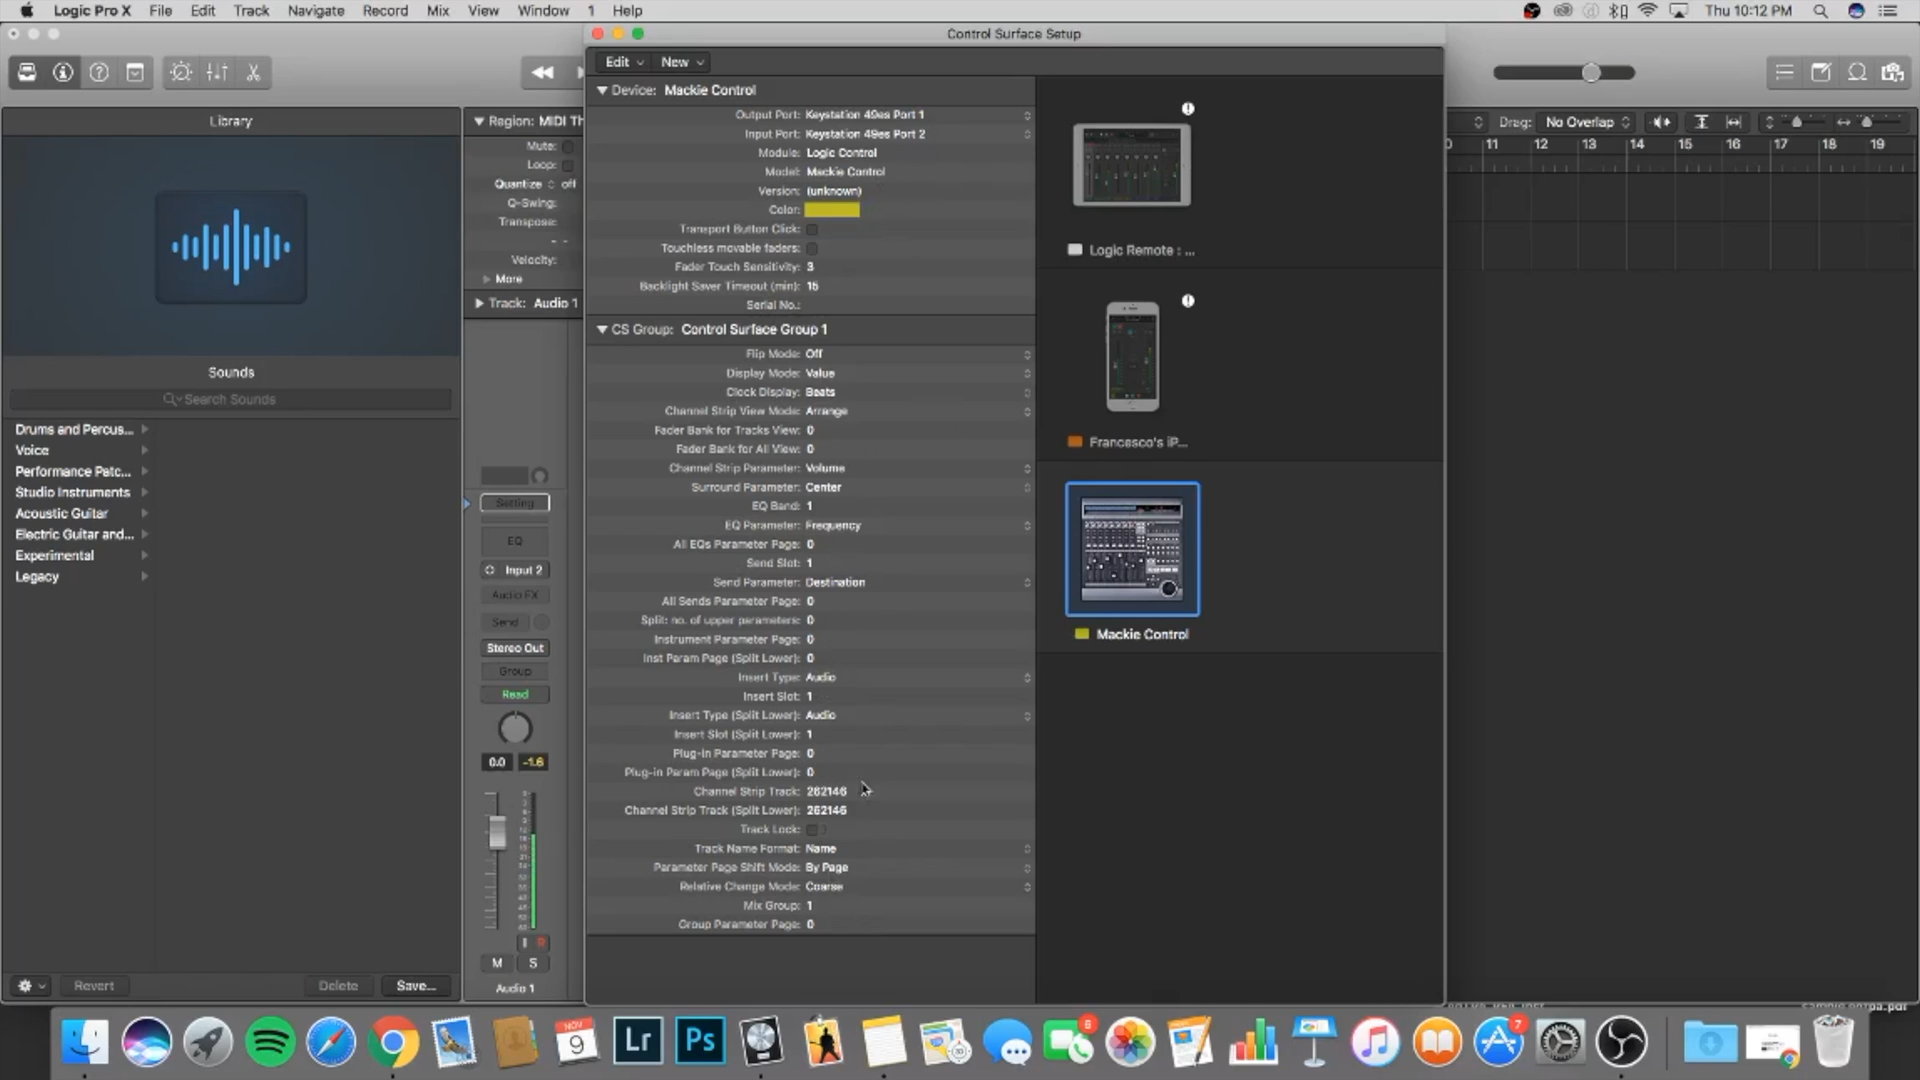 Logic Pro X File Edit Track Navigate Record Mix View Window 1 Help
Thu 10:12 PM
Control Surface Setup
Edit New
Library
Sounds
Search Sounds
Drums and Percus...
Voice
Performance Patc...
Studio Instruments
Acoustic Guitar
Electric Guitar and...
Experimental
Legacy
Revert
Delete
Save...
Region: MIDI Th
Mute:
Loop:
Quantize off
Q-Swing:
Transpose:
Velocity:
More
Track: Audio 1
Setting
EQ
Input 2
Audio FX
Send
Stereo Out
Group
Read
0.0 -1.6
I R
M S
Audio 1
Device: Mackie Control
Output Port: Keystation 49es Port 1
Input Port: Keystation 49es Port 2
Module: Logic Control
Model: Mackie Control
Version: (unknown)
Color:
Transport Button Click:
Touchless movable faders:
Fader Touch Sensitivity: 3
Backlight Saver Timeout (min): 15
Serial No.:
CS Group: Control Surface Group 1
Flip Mode: Off
Display Mode: Value
Clock Display: Beats
Channel Strip View Mode: Arrange
Fader Bank for Tracks View: 0
Fader Bank for All View: 0
Channel Strip Parameter: Volume
Surround Parameter: Center
EQ Band: 1
EQ Parameter: Frequency
All EQs Parameter Page: 0
Send Slot: 1
Send Parameter: Destination
All Sends Parameter Page: 0
Split: no. of upper parameters: 0
Instrument Parameter Page: 0
Inst Param Page (Split Lower): 0
Insert Type: Audio
Insert Slot: 1
Insert Type (Split Lower): Audio
Insert Slot (Split Lower): 1
Plug-in Parameter Page: 0
Plug-in Param Page (Split Lower): 0
Channel Strip Track: 262146
Channel Strip Track (Split Lower): 262146
Track Lock:
Track Name Format: Name
Parameter Page Shift Mode: By Page
Relative Change Mode: Coarse
Mix Group: 1
Group Parameter Page: 0
Logic Remote : ...
Francesco's iP...
Mackie Control
Drag: No Overlap
11 12 13 14 15 16 17 18 19
NOV
9
Lr
Ps
6
7